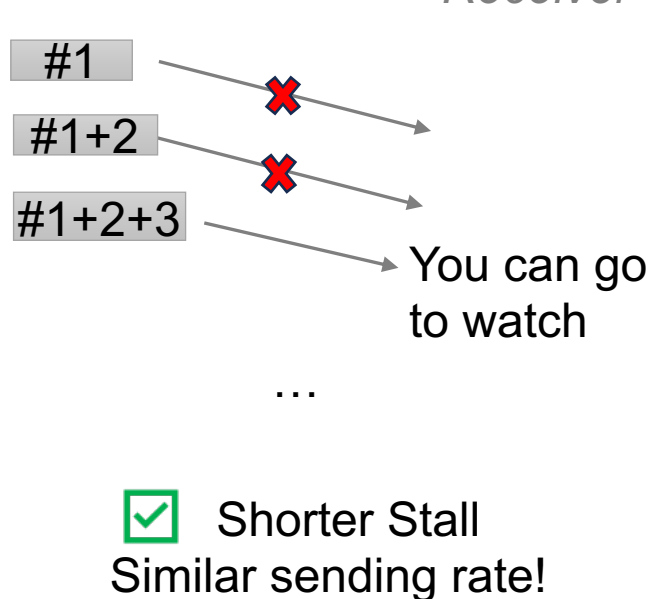 #1
#1+2
#1+2+3
You can go
to watch
…
Shorter Stall
Similar sending rate!